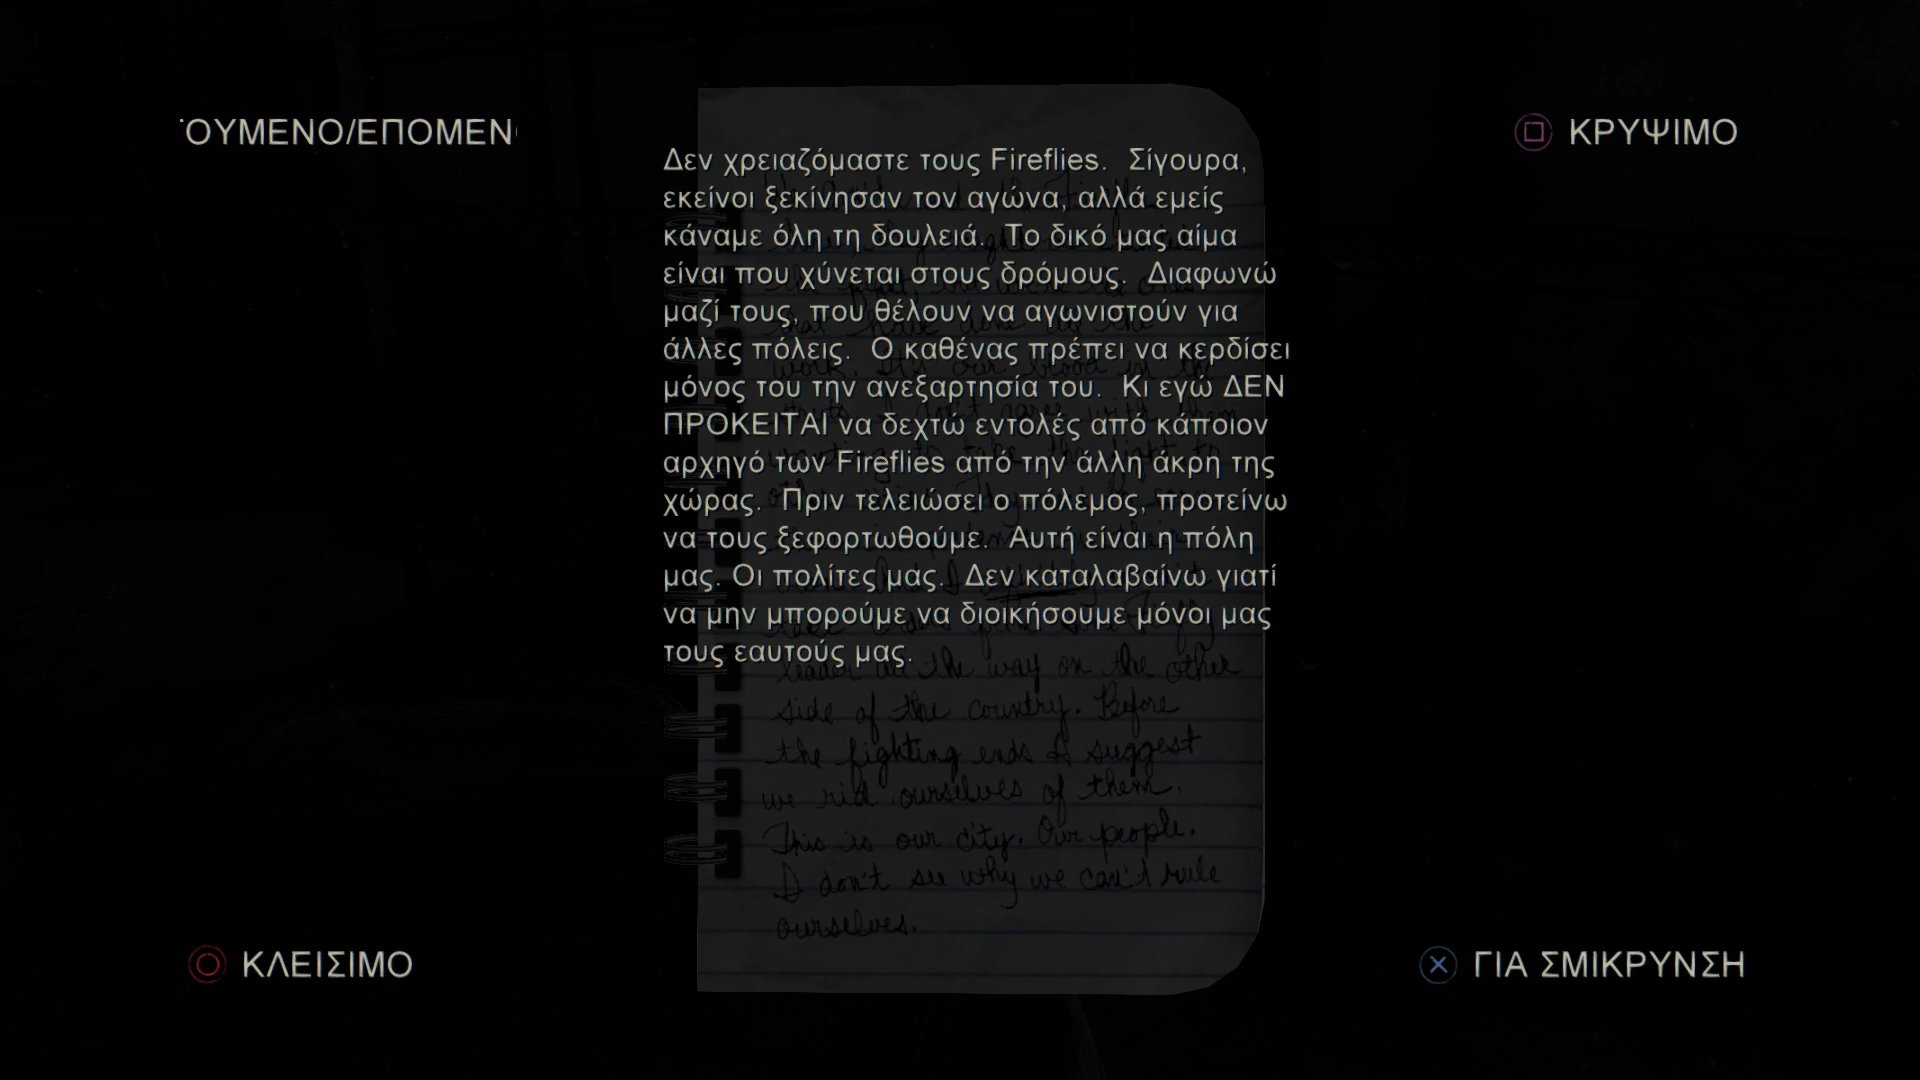 ΟΥΜΕΝΟ/ΕΠΟΜΕΝ
ΚΡΥΨΙΜΟ
Δεν χρειαζόμαστε τους Fireflies. Σίγουρα,
εκείνοι ξεκίνησαν τον αγώνα, αλλά εμείς
κάναμε όλη τη δουλειά. Το δικό μας αίμα
είναι που χύνεται στους δρόμους. Διαφωνώ
μαζί τους, που θέλουν να αγωνιστούν για
άλλες πόλεις. Ο καθένας πρέπει να κερδίσει
μόνος του την ανεξαρτησία του. Κι εγώ ΔΕΝ
ΠΡΟΚΕΙΤΑΙ να δεχτώ εντολές από κάποιον
αρχηγό των Fireflies από την άλλη άκρη της
χώρας. Πριν τελειώσει ο πόλεμος, προτείνω
να τους ξεφορτωθούμε. Αυτή είναι η πόλη
μας. Οι πολίτες μας. Δεν καταλαβαίνω γιατί
να μην μπορούμε να διοικήσουμε μόνοι μας
τους εαυτούς μας.
leader all the way on the other
side of the country. Before
the fighting ends I suggest
we rid ourselves of them.
This is our city. Our people.
I don't see why we can't rule
ourselves.
ΚΛΕΙΣΙΜΟ
ΓΙΑ ΣΜΙΚΡΥΝΣΗ